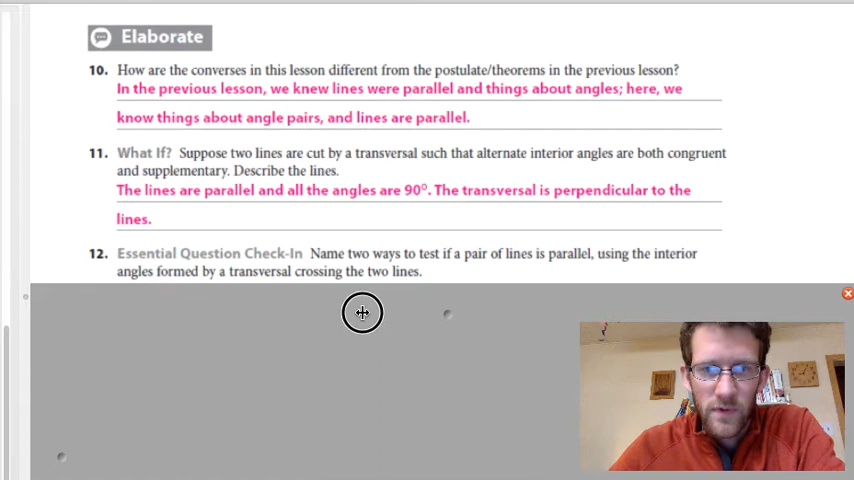 Elaborate
10. How are the converses in this lesson different from the postulate/theorems in the previous lesson?
In the previous lesson, we knew lines were parallel and things about angles; here, we
know things about angle pairs, and lines are parallel.
11. What If? Suppose two lines are cut by a transversal such that alternate interior angles are both congruent
and supplementary. Describe the lines.
The lines are parallel and all the angles are 90°. The transversal is perpendicular to the
lines.
12. Essential Question Check-In Name two ways to test if a pair of lines is parallel, using the interior
angles formed by a transversal crossing the two lines.